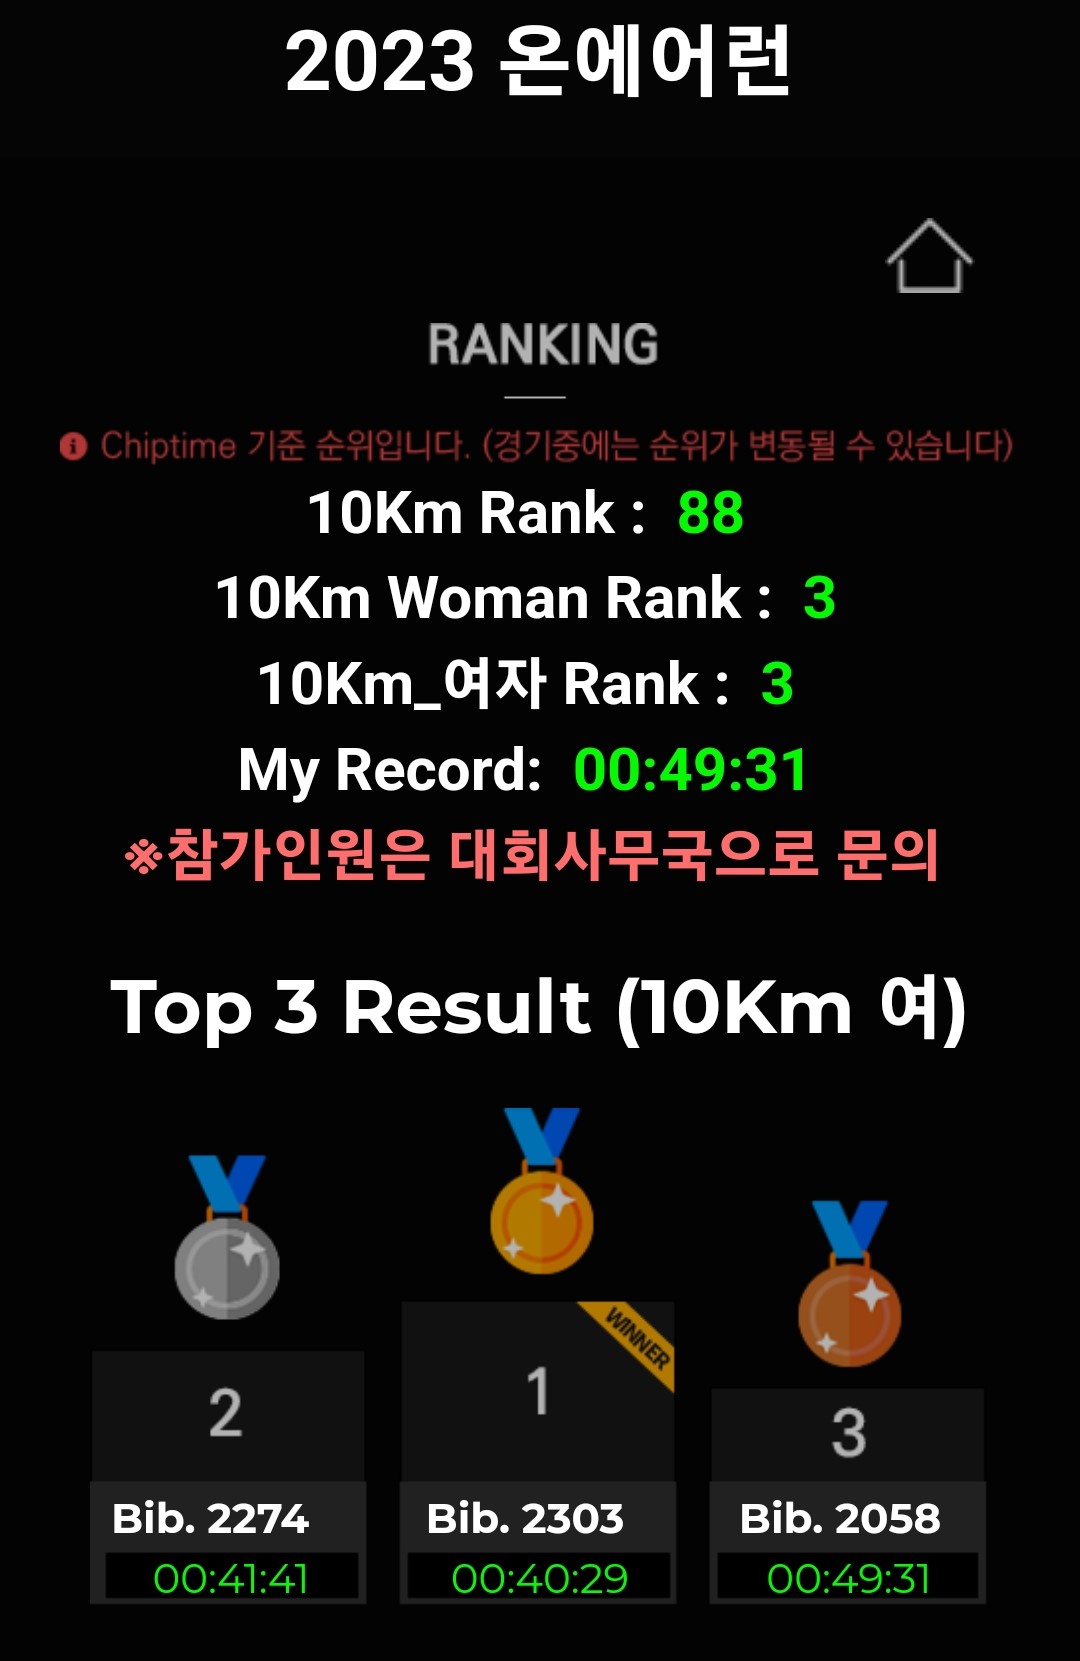 2023 온에어런
RANKING
Chiptime 기준 순위입니다. (경기중에는 순위가 변동될 수 있습니다)
10Km Rank : 88
10Km Woman Rank : 3
10Km_여자 Rank : 3
My Record: 00:49:31
※참가인원은 대회사무국으로 문의
Top 3 Result (10Km 여)
WINNER
2
1
3
Bib. 2274
00:41:41
Bib. 2303
00:40:29
Bib. 2058
00:49:31